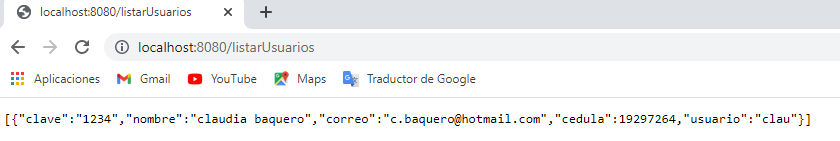 localhost:8080/listarUsuarios
localhost:8080/listarUsuarios
Aplicaciones Gmail YouTube Maps Traductor de Google
[{"clave":"1234","nombre":"claudia baquero","correo":"c.baquero@hotmail.com","cedula":19297264,"usuario":"clau"}]